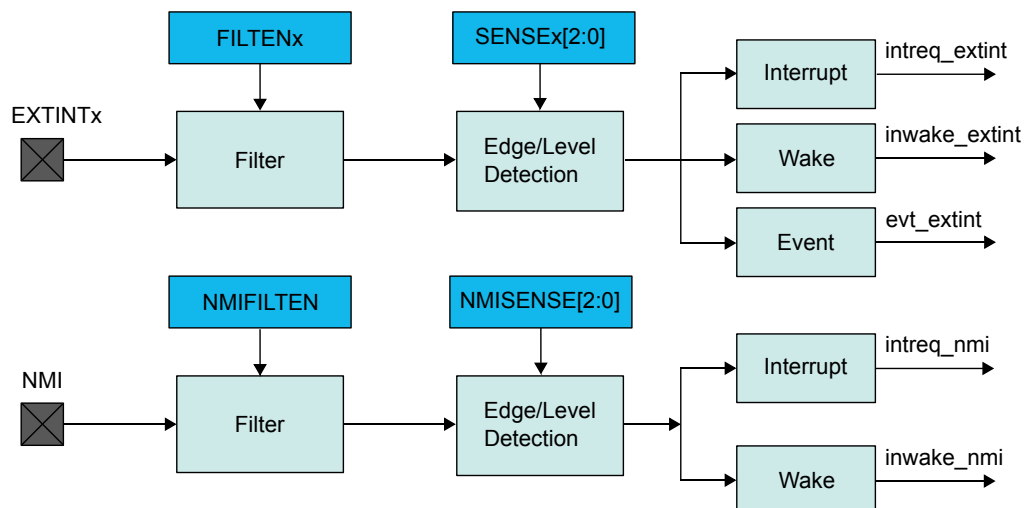 FILTENx
SENSEx[2:0]
intreq_extint
Interrupt
EXTINTx
Filter
Edge/Level
Detection
inwake_extint
Wake
evt_extint
Event
NMIFILTEN
NMISENSE[2:0]
intreq_nmi
Interrupt
NMI
Filter
Edge/Level
Detection
inwake_nmi
Wake